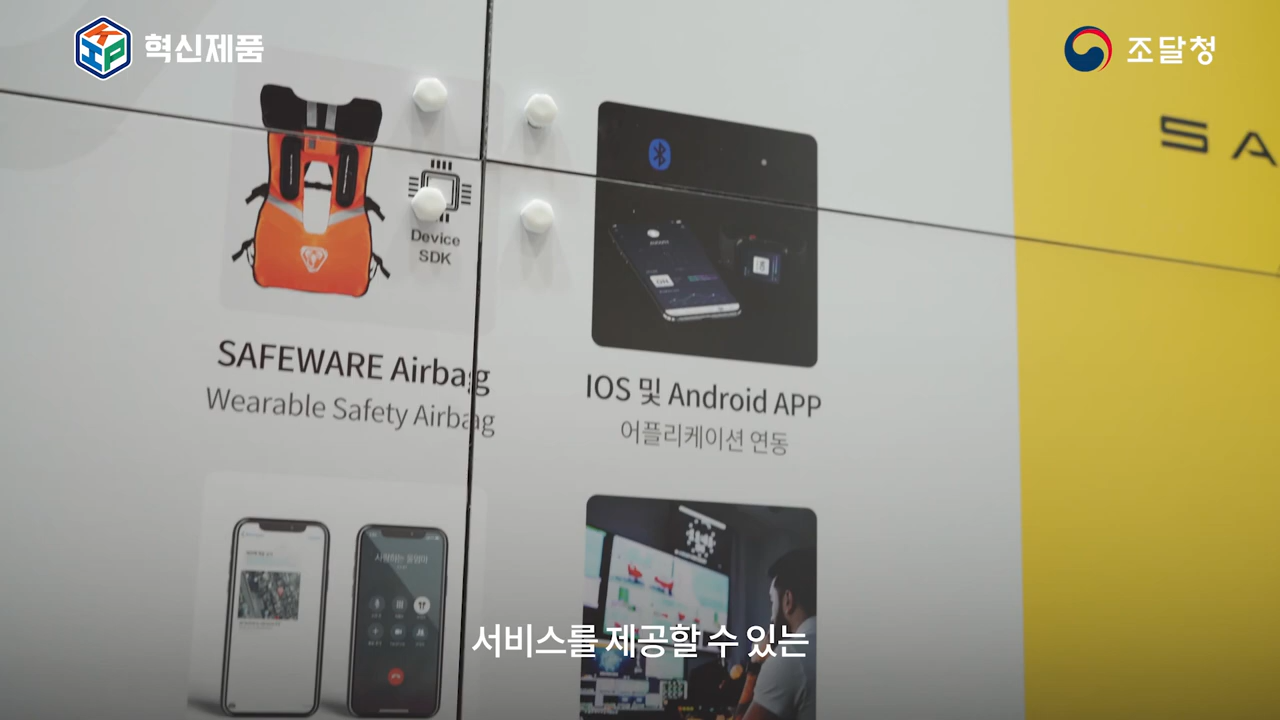 혁신제품
조달청
SA
Device
SDK
SAFEWARE Airbag
Wearable Safety Airbag
IOS 및 Android APP
어플리케이션 연동
서비스를 제공할 수 있는